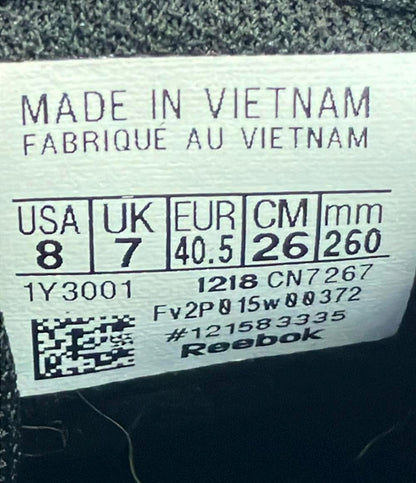 MADE IN VIETNAM
FABRIQUÉ AU VIETNAM
USA UK EUR CM mm
8 7 40.5 26 260
1Y3001 1218 CN7267
Fv2P015w00372
#121583335
Reebok